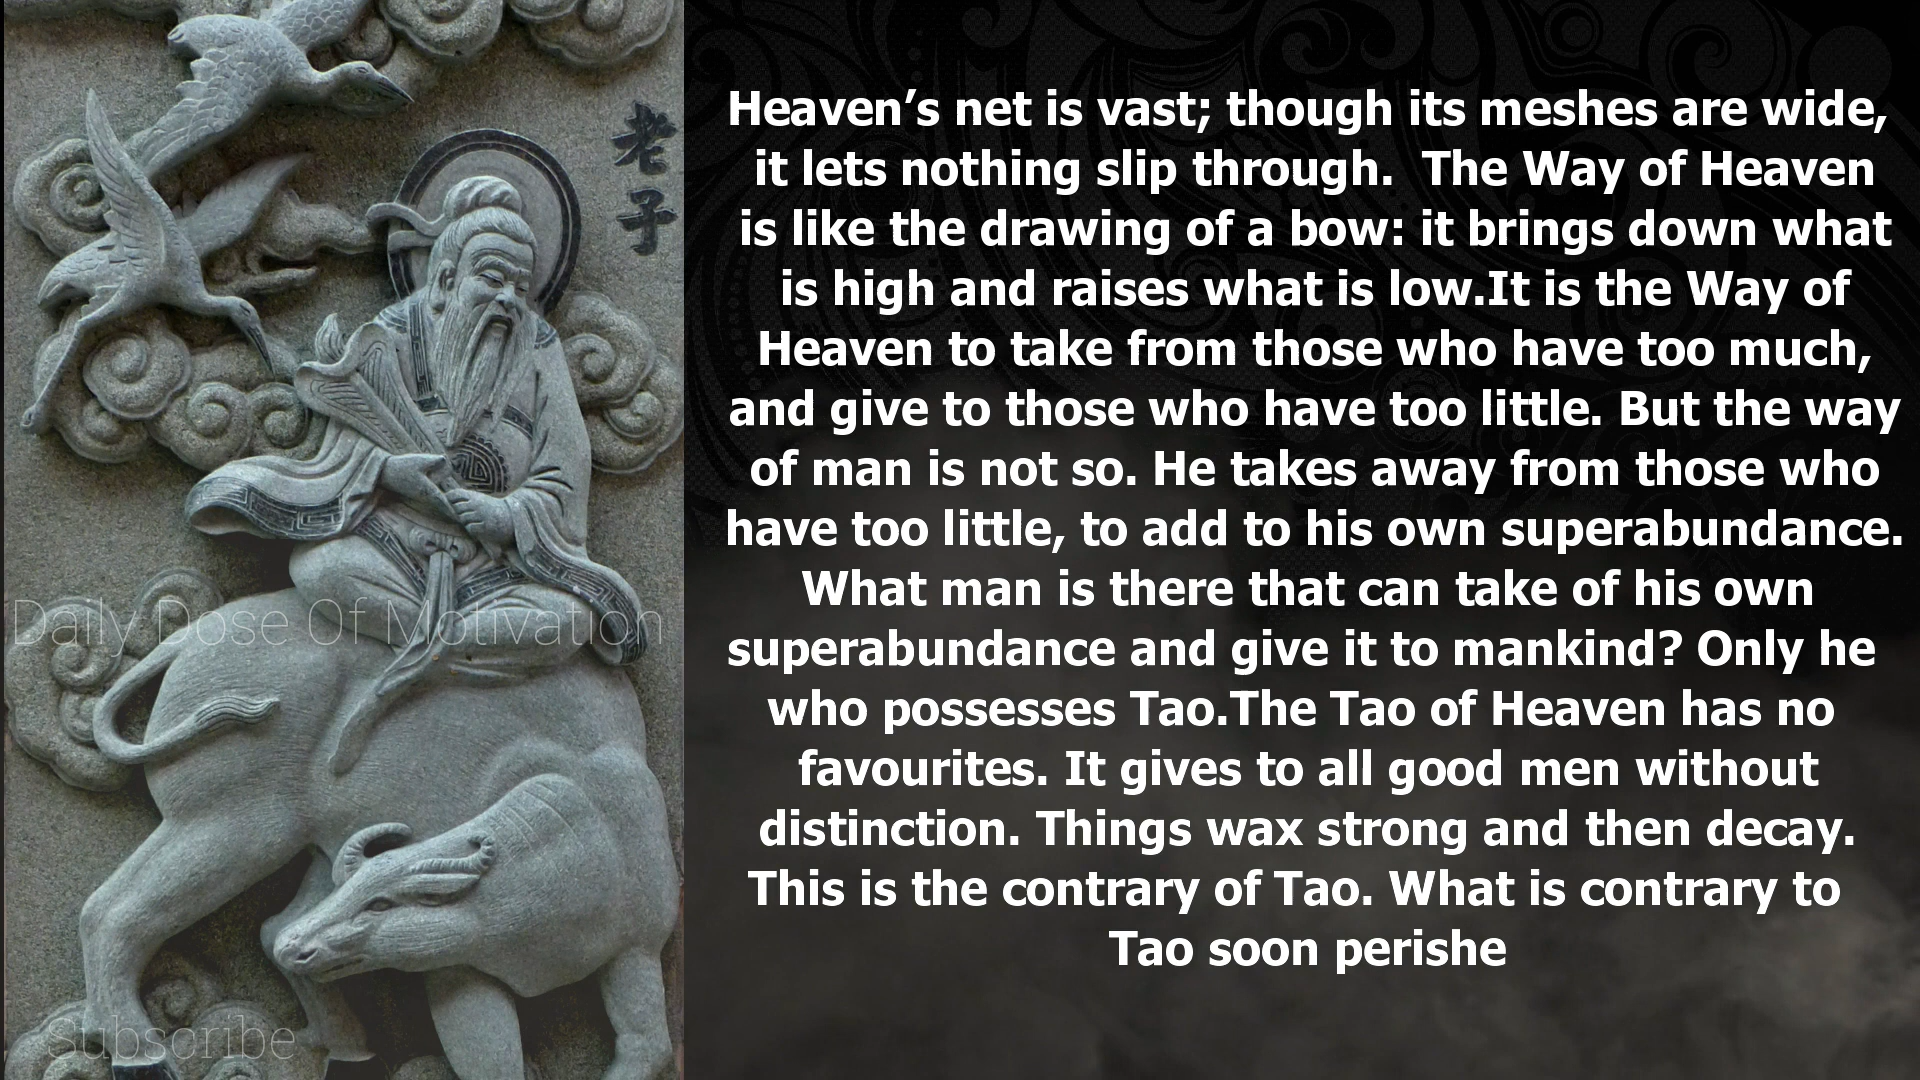 老子
Heaven’s net is vast; though its meshes are wide,
it lets nothing slip through.  The Way of Heaven
is like the drawing of a bow: it brings down what
is high and raises what is low.It is the Way of
Heaven to take from those who have too much,
and give to those who have too little. But the way
of man is not so. He takes away from those who
have too little, to add to his own superabundance.
What man is there that can take of his own
superabundance and give it to mankind? Only he
who possesses Tao.The Tao of Heaven has no
favourites. It gives to all good men without
distinction. Things wax strong and then decay.
This is the contrary of Tao. What is contrary to
Tao soon perishe
Daily Dose Of Motivation
Subscribe